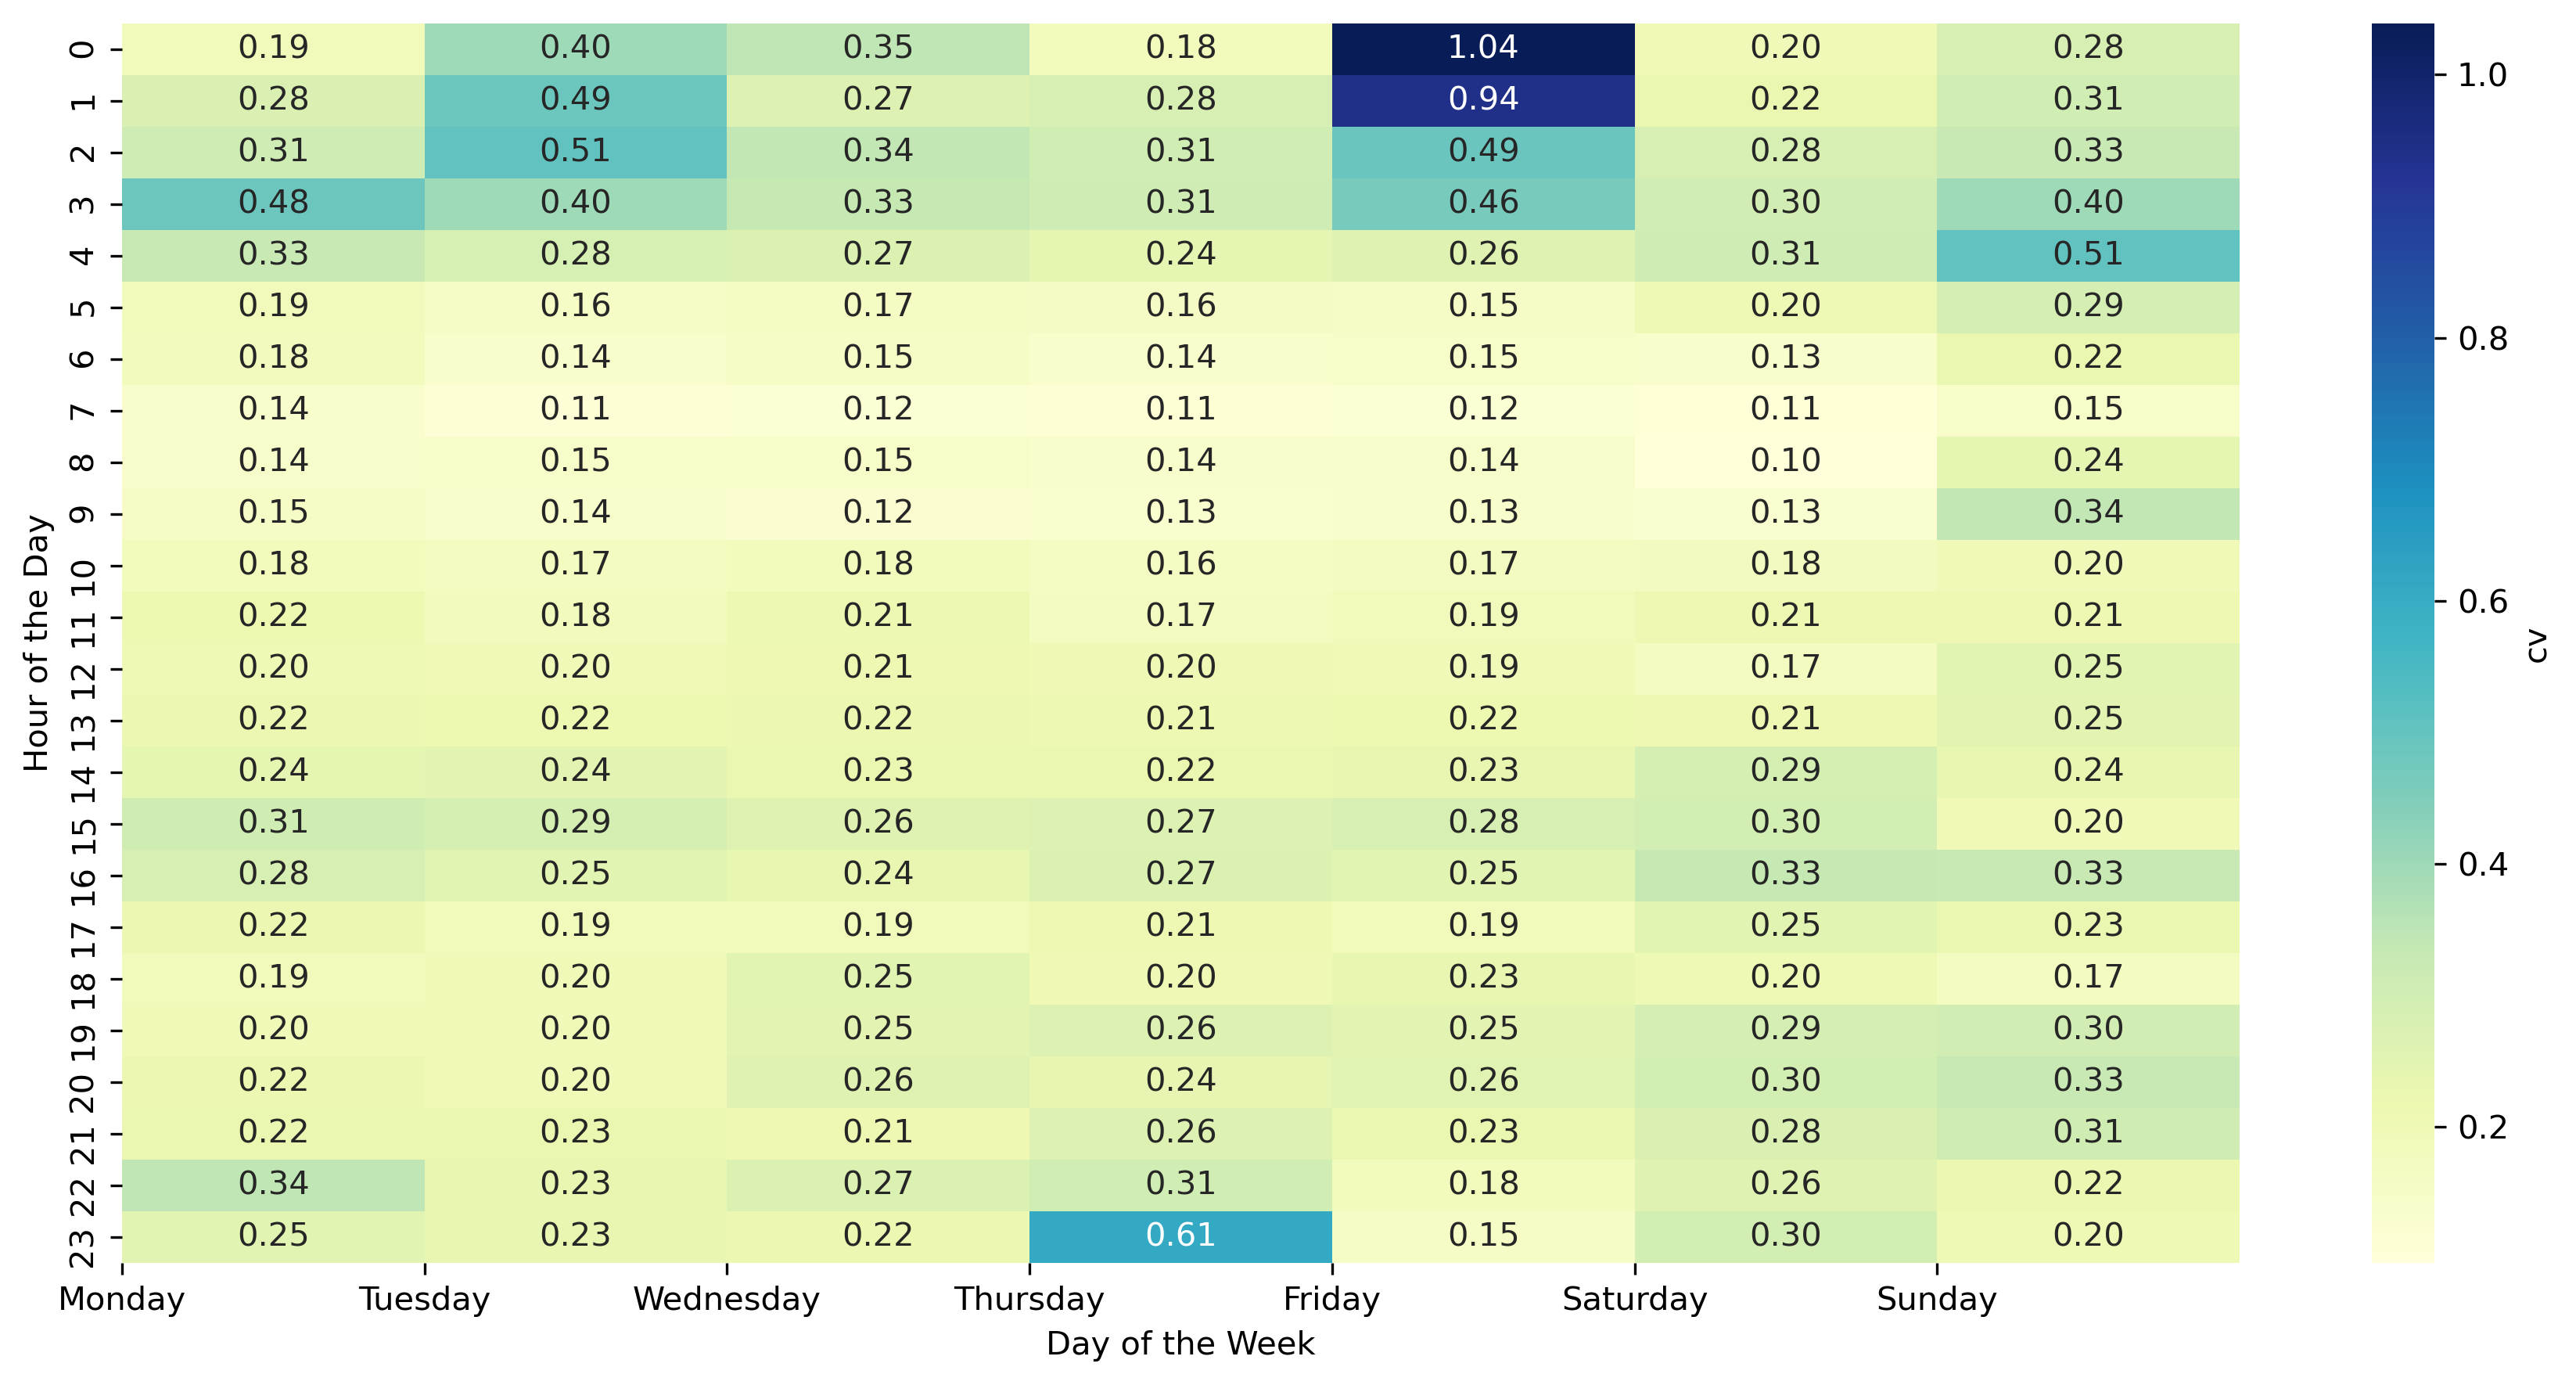 0 0.19 0.40 0.35 0.18 1.04 0.20 0.28
1 0.28 0.49 0.27 0.28 0.94 0.22 0.31
2 0.31 0.51 0.34 0.31 0.49 0.28 0.33
3 0.48 0.40 0.33 0.31 0.46 0.30 0.40
4 0.33 0.28 0.27 0.24 0.26 0.31 0.51
5 0.19 0.16 0.17 0.16 0.15 0.20 0.29
6 0.18 0.14 0.15 0.14 0.15 0.13 0.22
7 0.14 0.11 0.12 0.11 0.12 0.11 0.15
8 0.14 0.15 0.15 0.14 0.14 0.10 0.24
9 0.15 0.14 0.12 0.13 0.13 0.13 0.34
10 0.18 0.17 0.18 0.16 0.17 0.18 0.20
11 0.22 0.18 0.21 0.17 0.19 0.21 0.21
12 0.20 0.20 0.21 0.20 0.19 0.17 0.25
13 0.22 0.22 0.22 0.21 0.22 0.21 0.25
14 0.24 0.24 0.23 0.22 0.23 0.29 0.24
15 0.31 0.29 0.26 0.27 0.28 0.30 0.20
16 0.28 0.25 0.24 0.27 0.25 0.33 0.33
17 0.22 0.19 0.19 0.21 0.19 0.25 0.23
18 0.19 0.20 0.25 0.20 0.23 0.20 0.17
19 0.20 0.20 0.25 0.26 0.25 0.29 0.30
20 0.22 0.20 0.26 0.24 0.26 0.30 0.33
21 0.22 0.23 0.21 0.26 0.23 0.28 0.31
22 0.34 0.23 0.27 0.31 0.18 0.26 0.22
23 0.25 0.23 0.22 0.61 0.15 0.30 0.20
Monday Tuesday Wednesday Thursday Friday Saturday Sunday
Day of the Week
Hour of the Day
1.0
0.8
0.6
0.4
0.2
cv